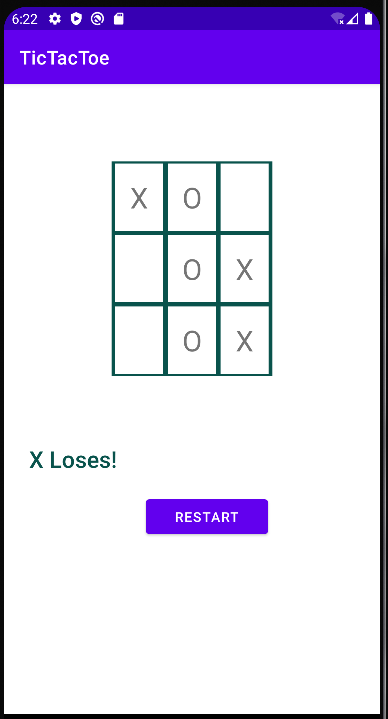 6:22
TicTacToe
X O
O X
O X
X Loses!
RESTART